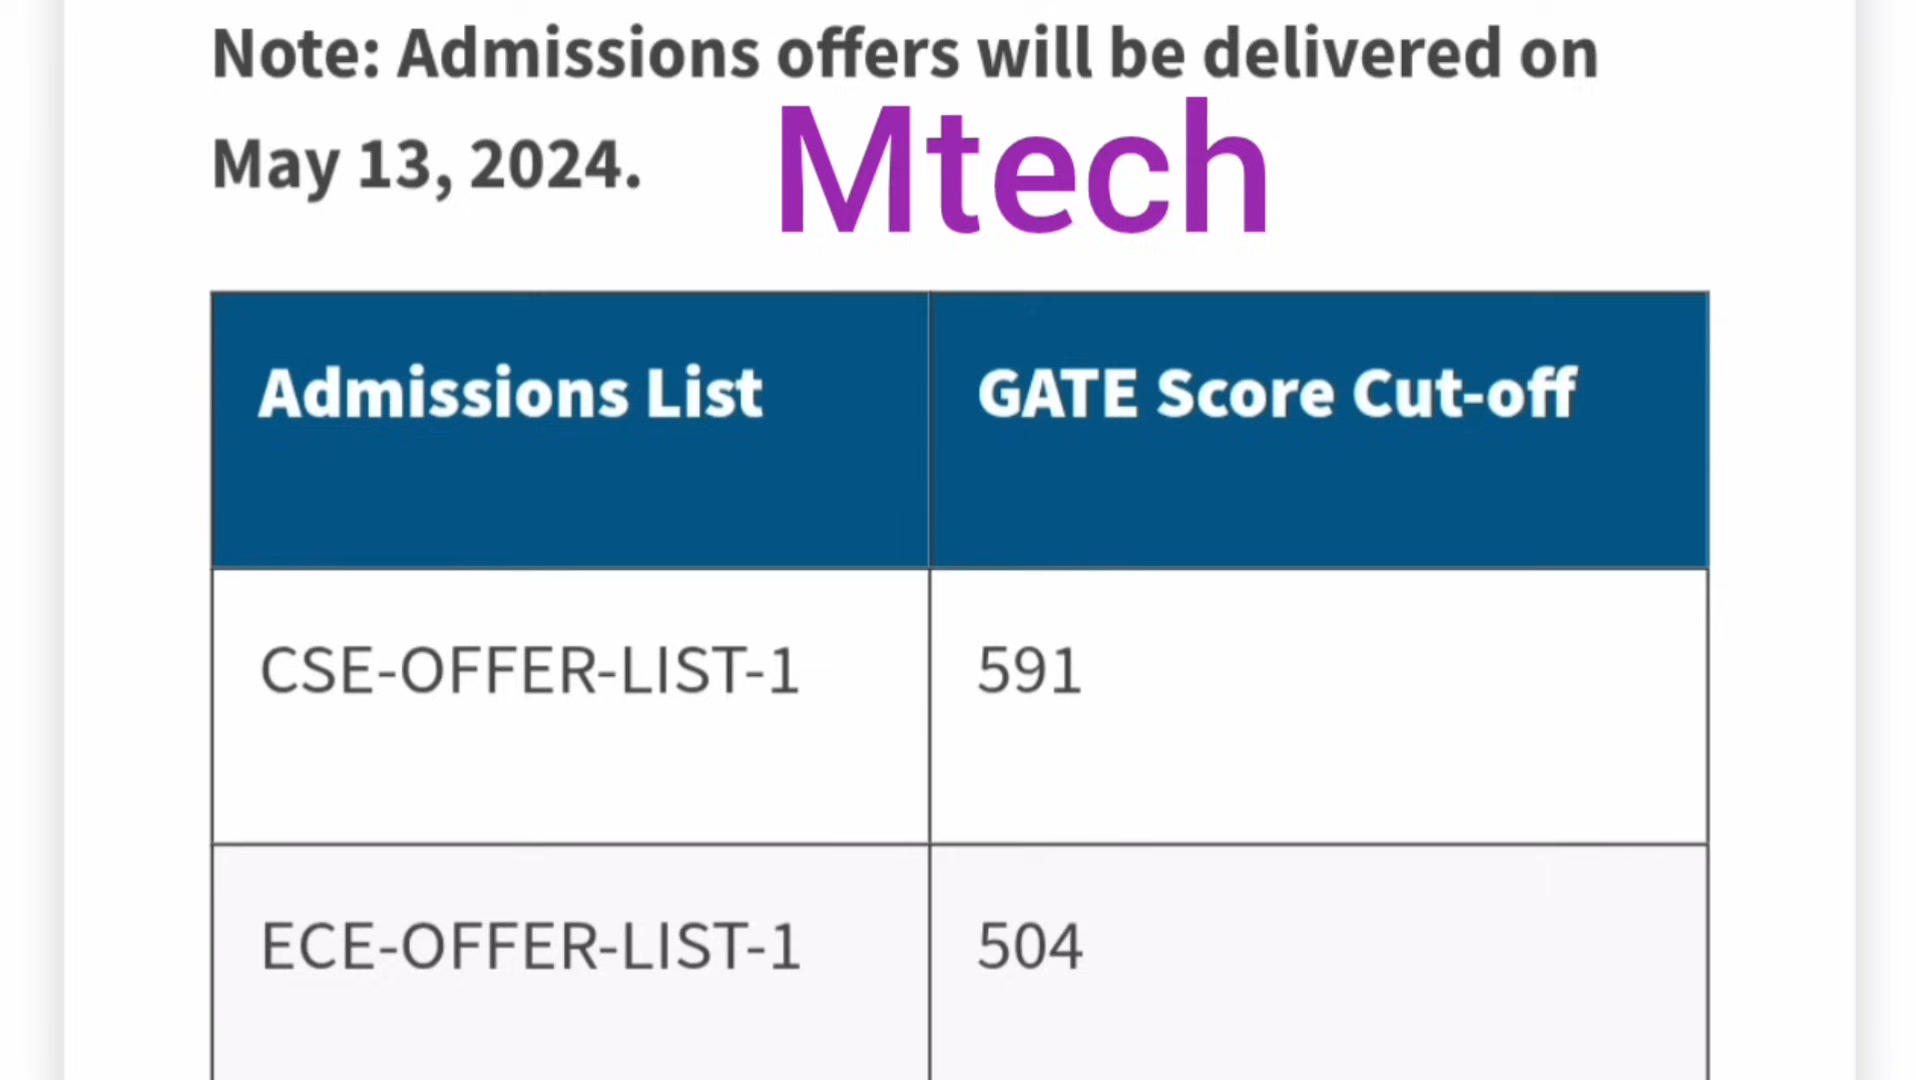 Note: Admissions offers will be delivered on
May 13, 2024.
Mtech
Admissions List GATE Score Cut-off
CSE-OFFER-LIST-1 591
ECE-OFFER-LIST-1 504